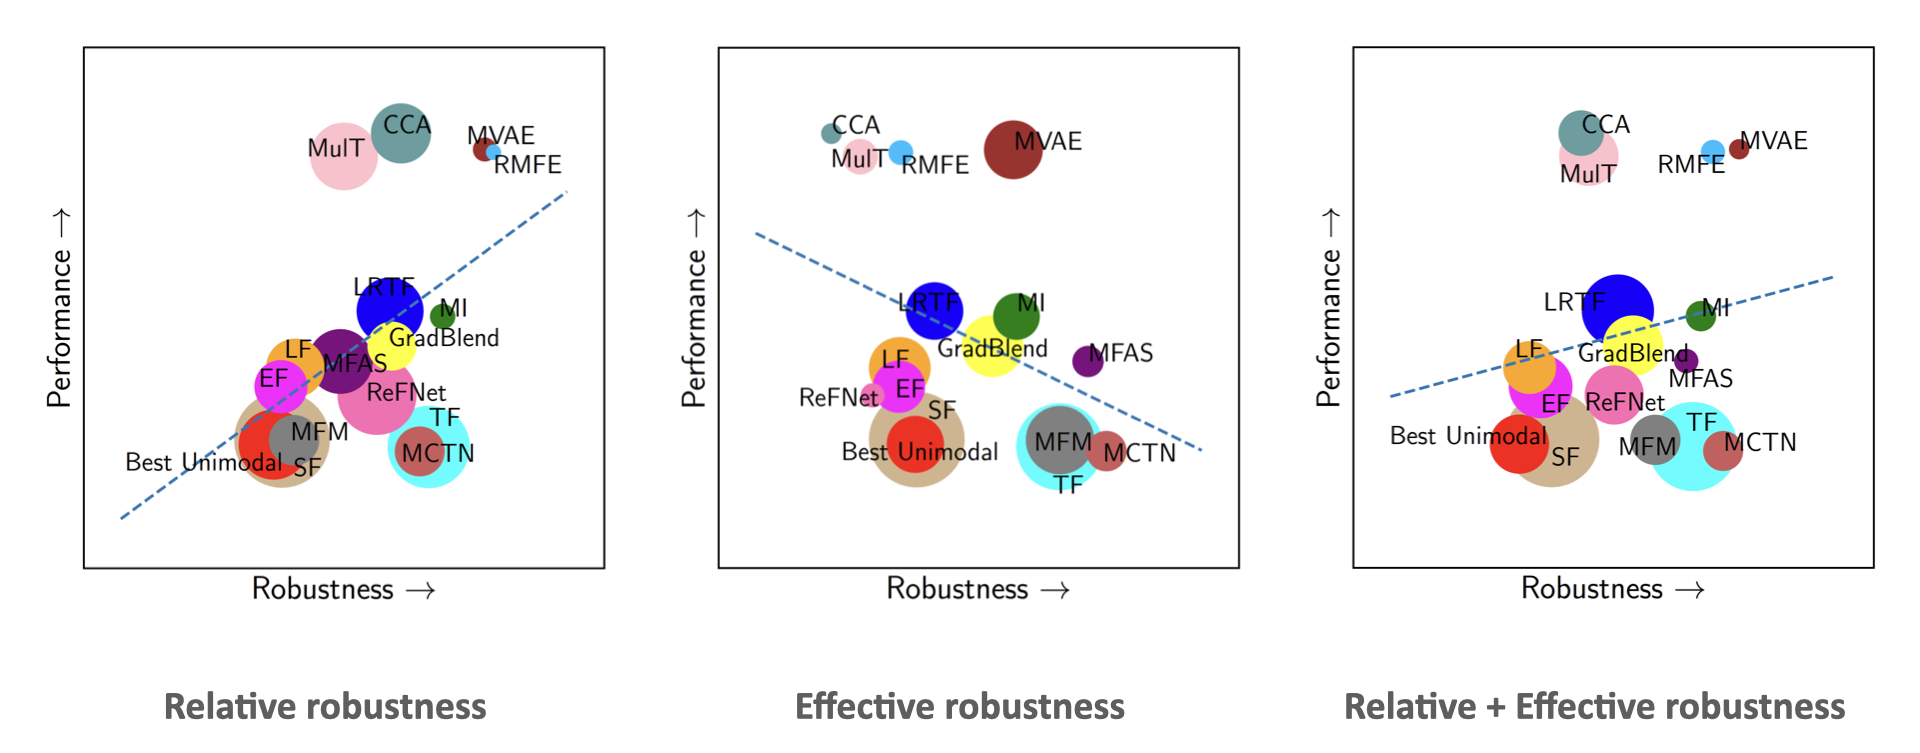 Performance →
MulT
CCA
MVAE
RMFE
LRTF
MI
GradBlend
LF
MFAS
EF
ReFNet
TF
MFM
MCTN
Best Unimodal
SF
Robustness →
Relative robustness
Performance →
CCA
MulT
RMFE
MVAE
LRTF
MI
GradBlend
MFAS
LF
EF
ReFNet
SF
Best Unimodal
MFM
MCTN
TF
Robustness →
Effective robustness
Performance →
CCA
MulT
RMFE
MVAE
LRTF
MI
LF
GradBlend
MFAS
EF
ReFNet
TF
Best Unimodal
MFM
MCTN
SF
Robustness →
Relative + Effective robustness